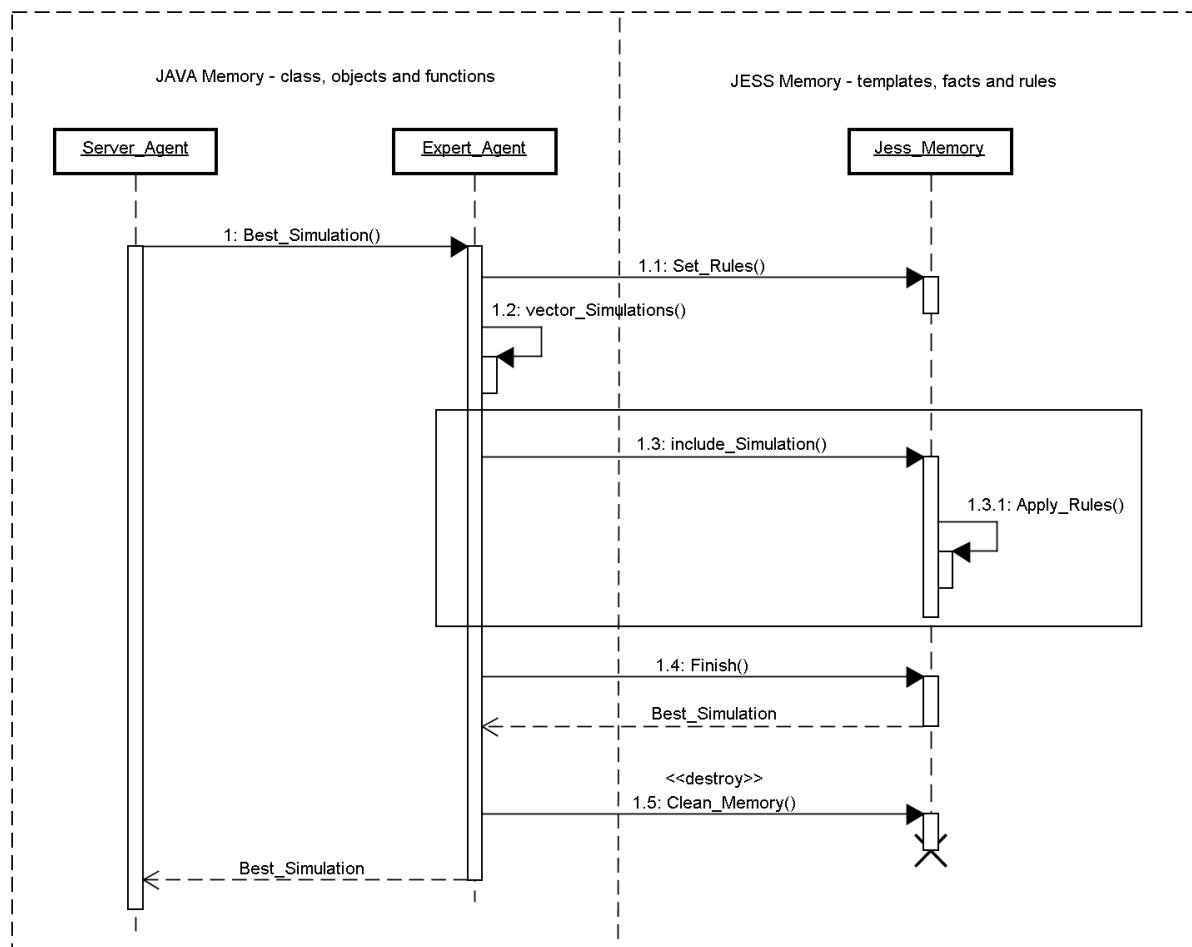 JAVA Memory - class, objects and functions
JESS Memory - templates, facts and rules
Server_Agent
Expert_Agent
Jess_Memory
1: Best_Simulation()
1.1: Set_Rules()
1.2: vector_Simulations()
1.3: include_Simulation()
1.3.1: Apply_Rules()
1.4: Finish()
Best_Simulation
<<destroy>>
1.5: Clean_Memory()
Best_Simulation